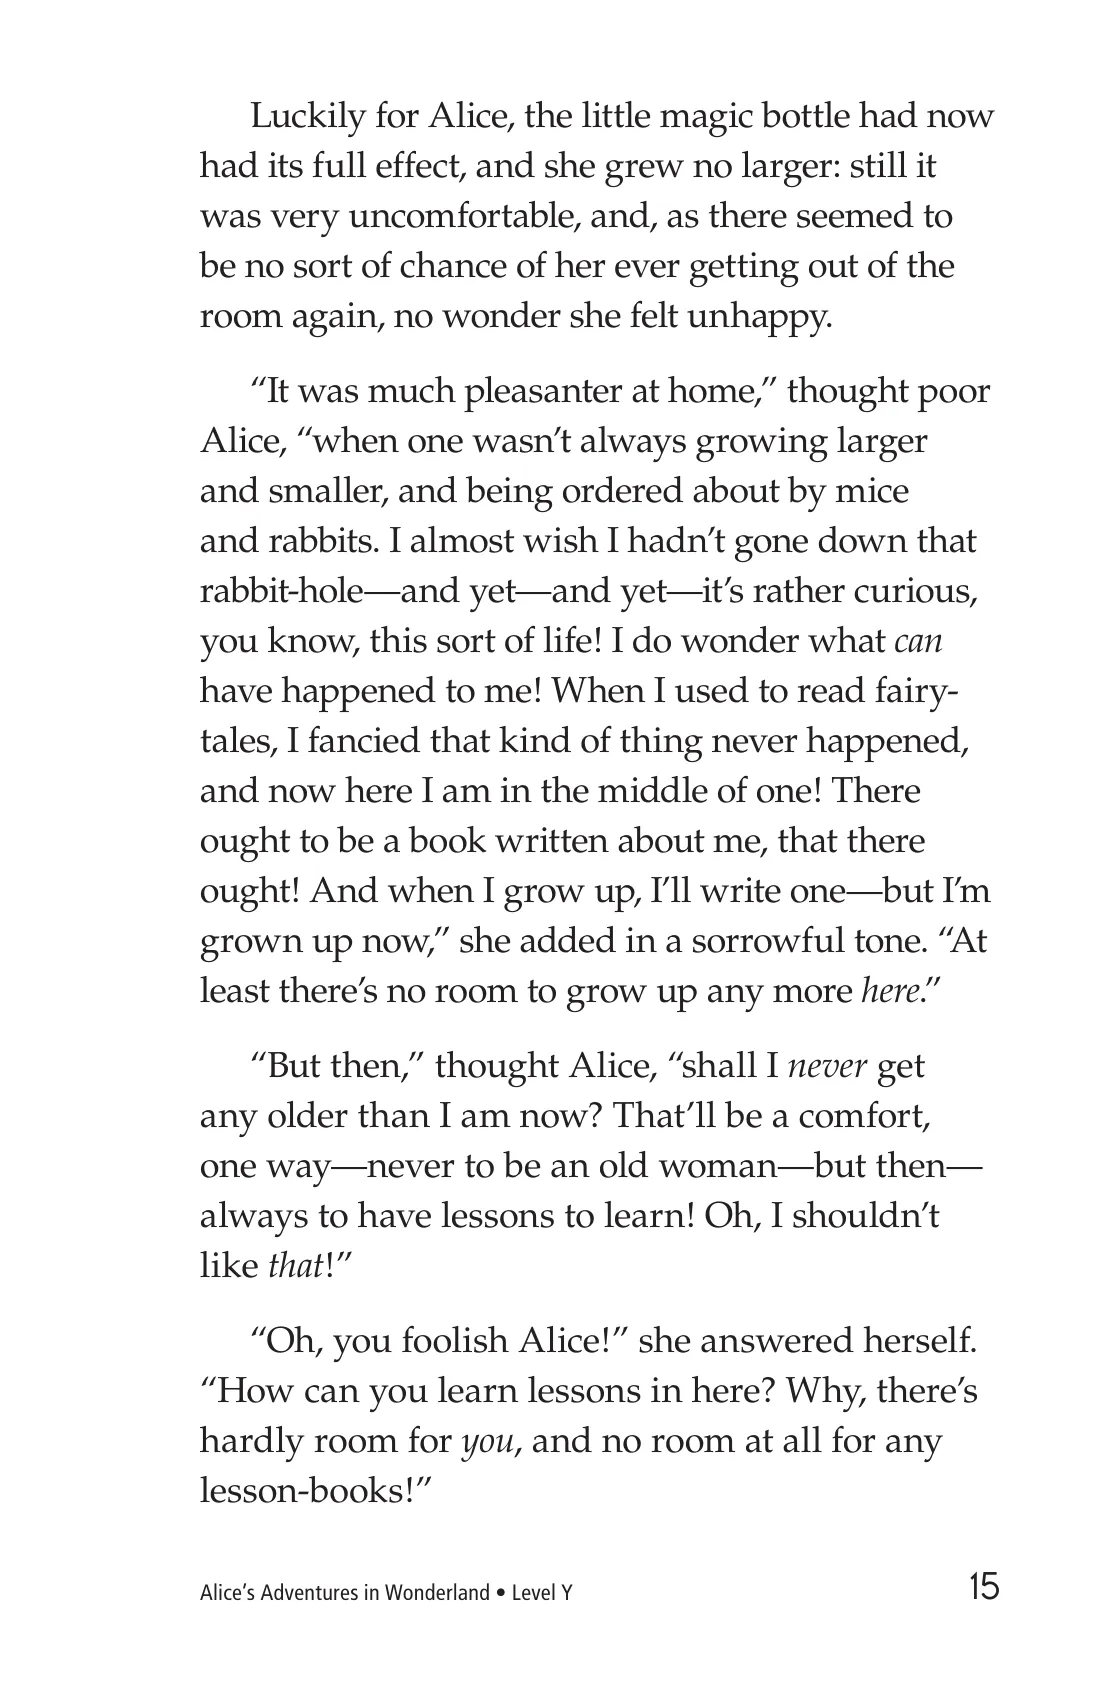 Luckily for Alice, the little magic bottle had now
had its full effect, and she grew no larger: still it
was very uncomfortable, and, as there seemed to
be no sort of chance of her ever getting out of the
room again, no wonder she felt unhappy.
“It was much pleasanter at home,” thought poor
Alice, “when one wasn’t always growing larger
and smaller, and being ordered about by mice
and rabbits. I almost wish I hadn’t gone down that
rabbit-hole—and yet—and yet—it’s rather curious,
you know, this sort of life! I do wonder what can
have happened to me! When I used to read fairy-
tales, I fancied that kind of thing never happened,
and now here I am in the middle of one! There
ought to be a book written about me, that there
ought! And when I grow up, I’ll write one—but I’m
grown up now,” she added in a sorrowful tone. “At
least there’s no room to grow up any more here.”
“But then,” thought Alice, “shall I never get
any older than I am now? That’ll be a comfort,
one way—never to be an old woman—but then—
always to have lessons to learn! Oh, I shouldn’t
like that!”
“Oh, you foolish Alice!” she answered herself.
“How can you learn lessons in here? Why, there’s
hardly room for you, and no room at all for any
lesson-books!”
Alice’s Adventures in Wonderland • Level Y
15